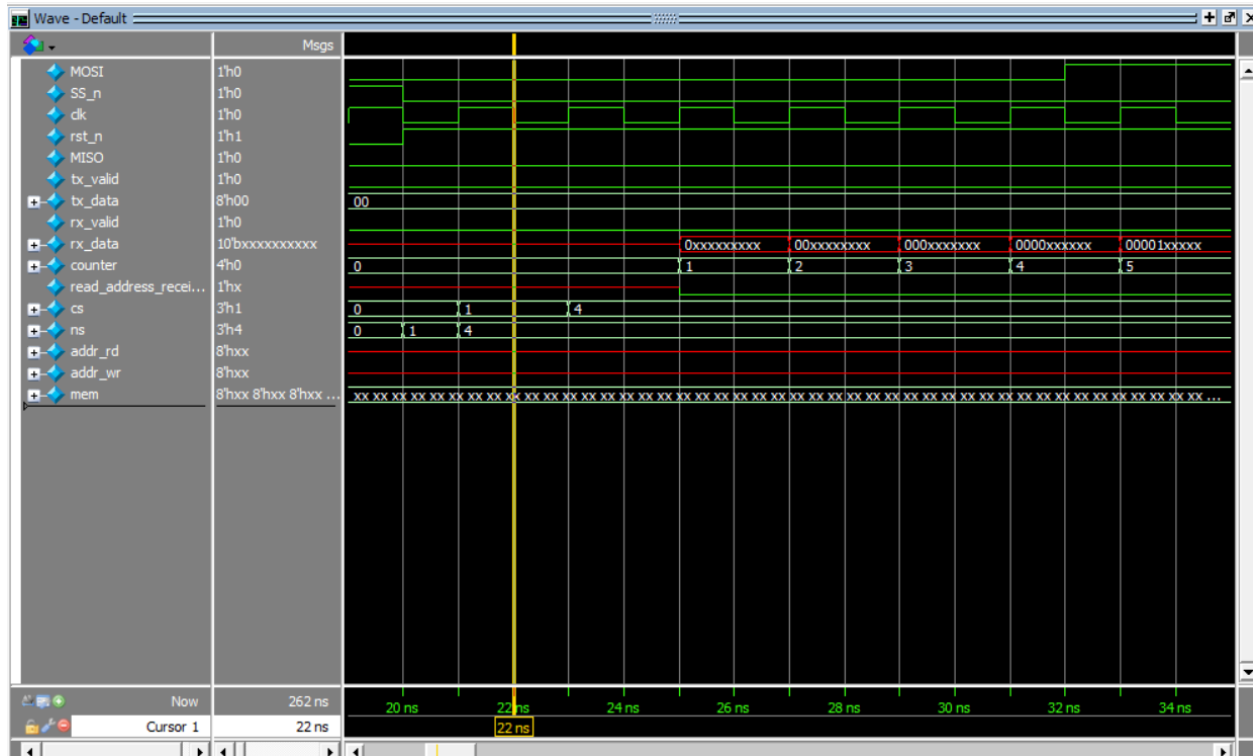 Wave - Default
Msgs
MOSI 1'h0
SS_n 1'h0
clk 1'h0
rst_n 1'h1
MISO 1'h0
tx_valid 1'h0
tx_data 8'h00 00
rx_valid 1'h0
rx_data 10'bxxxxxxxxxx 0xxxxxxxxx 00xxxxxxxx 000xxxxxxx 0000xxxxxx 00001xxxxx
counter 4'h0 0 1 2 3 4 5
read_address_recei... 1'hx
cs 3'h1 0 1 4
ns 3'h4 0 1 4
addr_rd 8'hxx
addr_wr 8'hxx
mem 8'hxx 8'hxx 8'hxx ... xx xx xx xx xx xx xx xx xx xx xx xx xx xx xx xx xx xx xx xx xx xx xx xx xx xx xx xx xx xx xx xx xx xx xx xx xx xx xx xx xx xx xx xx xx ...
Now 262 ns 20 ns 22 ns 24 ns 26 ns 28 ns 30 ns 32 ns 34 ns
Cursor 1 22 ns 22 ns